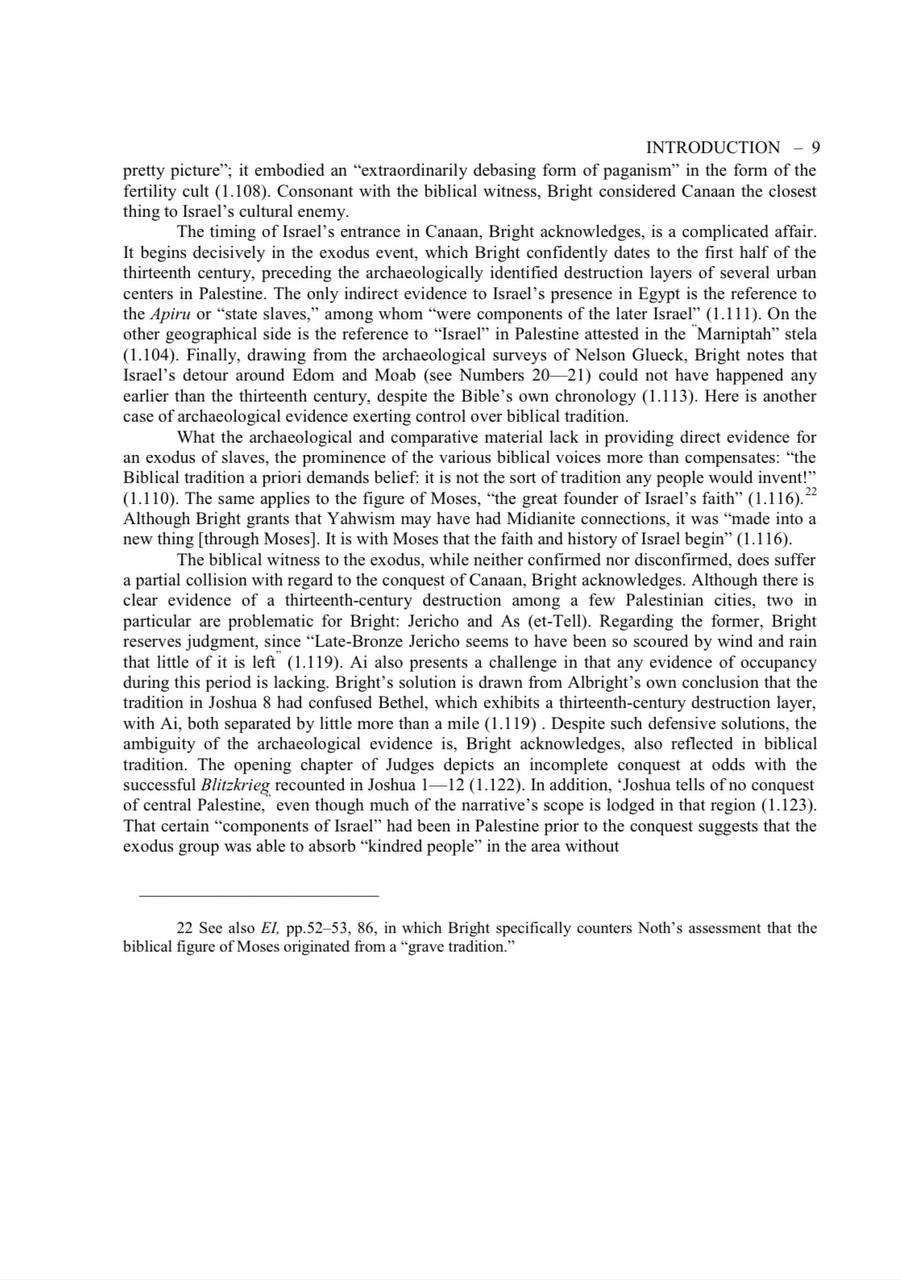 INTRODUCTION – 9
pretty picture”; it embodied an “extraordinarily debasing form of paganism” in the form of the
fertility cult (1.108). Consonant with the biblical witness, Bright considered Canaan the closest
thing to Israel’s cultural enemy.
The timing of Israel’s entrance in Canaan, Bright acknowledges, is a complicated affair.
It begins decisively in the exodus event, which Bright confidently dates to the first half of the
thirteenth century, preceding the archaeologically identified destruction layers of several urban
centers in Palestine. The only indirect evidence to Israel’s presence in Egypt is the reference to
the Apiru or “state slaves,” among whom “were components of the later Israel” (1.111). On the
other geographical side is the reference to “Israel” in Palestine attested in the ¨Marniptah” stela
(1.104). Finally, drawing from the archaeological surveys of Nelson Glueck, Bright notes that
Israel’s detour around Edom and Moab (see Numbers 20—21) could not have happened any
earlier than the thirteenth century, despite the Bible’s own chronology (1.113). Here is another
case of archaeological evidence exerting control over biblical tradition.
What the archaeological and comparative material lack in providing direct evidence for
an exodus of slaves, the prominence of the various biblical voices more than compensates: “the
Biblical tradition a priori demands belief: it is not the sort of tradition any people would invent!”
(1.110). The same applies to the figure of Moses, “the great founder of Israel’s faith” (1.116).22
Although Bright grants that Yahwism may have had Midianite connections, it was “made into a
new thing [through Moses]. It is with Moses that the faith and history of Israel begin” (1.116).
The biblical witness to the exodus, while neither confirmed nor disconfirmed, does suffer
a partial collision with regard to the conquest of Canaan, Bright acknowledges. Although there is
clear evidence of a thirteenth-century destruction among a few Palestinian cities, two in
particular are problematic for Bright: Jericho and As (et-Tell). Regarding the former, Bright
reserves judgment, since “Late-Bronze Jericho seems to have been so scoured by wind and rain
that little of it is left¨ (1.119). Ai also presents a challenge in that any evidence of occupancy
during this period is lacking. Bright’s solution is drawn from Albright’s own conclusion that the
tradition in Joshua 8 had confused Bethel, which exhibits a thirteenth-century destruction layer,
with Ai, both separated by little more than a mile (1.119) . Despite such defensive solutions, the
ambiguity of the archaeological evidence is, Bright acknowledges, also reflected in biblical
tradition. The opening chapter of Judges depicts an incomplete conquest at odds with the
successful Blitzkrieg recounted in Joshua 1—12 (1.122). In addition, ‘Joshua tells of no conquest
of central Palestine,¨ even though much of the narrative’s scope is lodged in that region (1.123).
That certain “components of Israel” had been in Palestine prior to the conquest suggests that the
exodus group was able to absorb “kindred people” in the area without
22 See also EI, pp.52–53, 86, in which Bright specifically counters Noth’s assessment that the
biblical figure of Moses originated from a “grave tradition.”